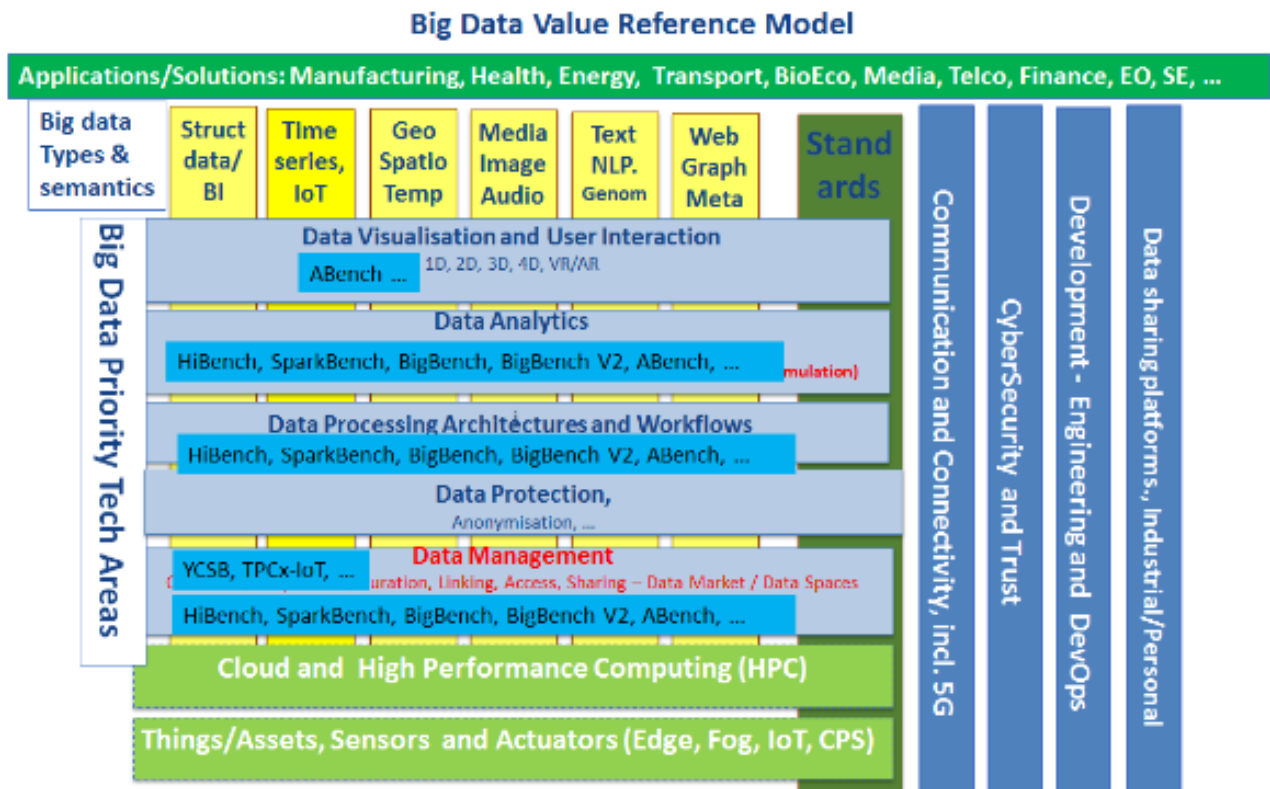 Big Data Value Reference Model
Applications/Solutions: Manufacturing, Health, Energy, Transport, BioEco, Media, Telco, Finance, EO, SE, ...
Big data
Types &
semantics
Struct
data/
BI
TIme
series,
IoT
Geo
Spatio
Temp
Media
Image
Audio
Text
NLP.
Genom
Web
Graph
Meta
Stand
ards
Communication and Connectivity, incl. 5G
CyberSecurity and Trust
Development - Engineering and DevOps
Data sharing platforms., Industrial/Personal
Big Data Priority Tech Areas
Data Visualisation and User Interaction
1D, 2D, 3D, 4D, VR/AR
ABench ...
Data Analytics
HiBench, SparkBench, BigBench, BigBench V2, ABench, ...
mulation)
Data Processing Architectures and Workflows
HiBench, SparkBench, BigBench, BigBench V2, ABench, ...
Data Protection,
Anonymisation, ...
Data Management
YCSB, TPCx-IoT, ...
uration, Linking, Access, Sharing – Data Market / Data Spaces
HiBench, SparkBench, BigBench, BigBench V2, ABench, ...
Cloud and High Performance Computing (HPC)
Things/Assets, Sensors and Actuators (Edge, Fog, IoT, CPS)